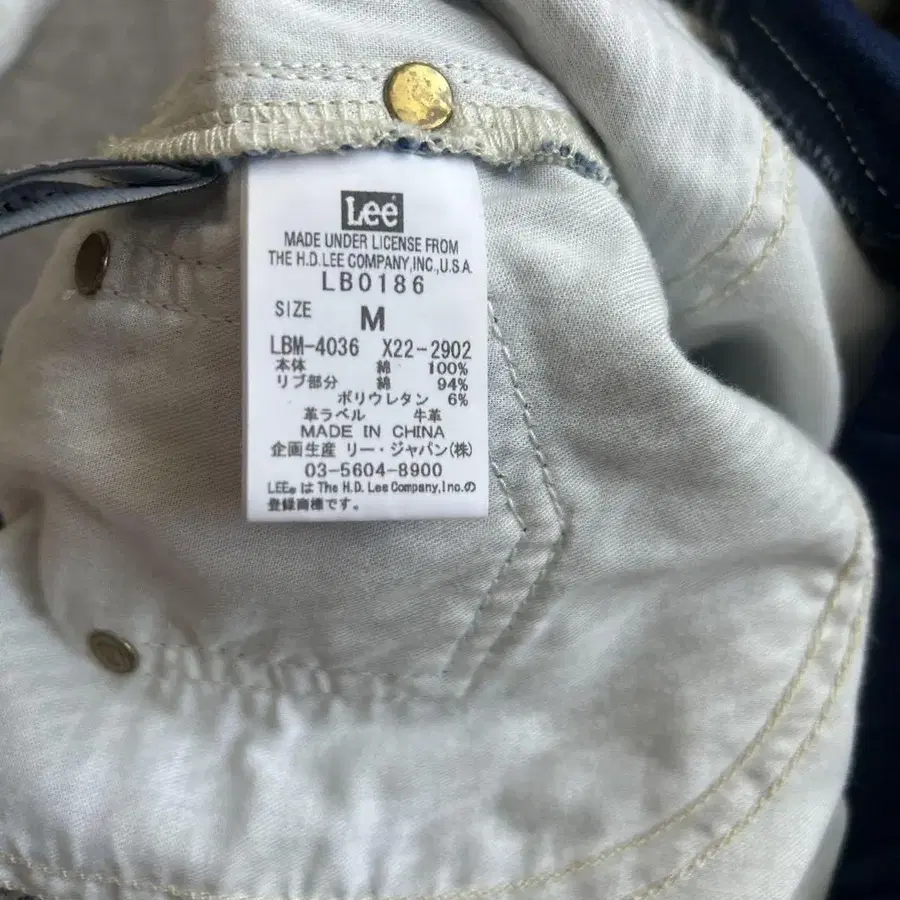 Lee
MADE UNDER LICENSE FROM
THE H.D. LEE COMPANY, INC., U.S.A.
LB0186
SIZE M
LBM-4036 X22-2902
本体 綿 100%
リブ部分 綿 94%
ポリウレタン 6%
革ラベル 牛革
MADE IN CHINA
企画生産 リー・ジャパン(株)
03-5604-8900
LEE® は The H.D. Lee Company, Inc.の
登録商標です。